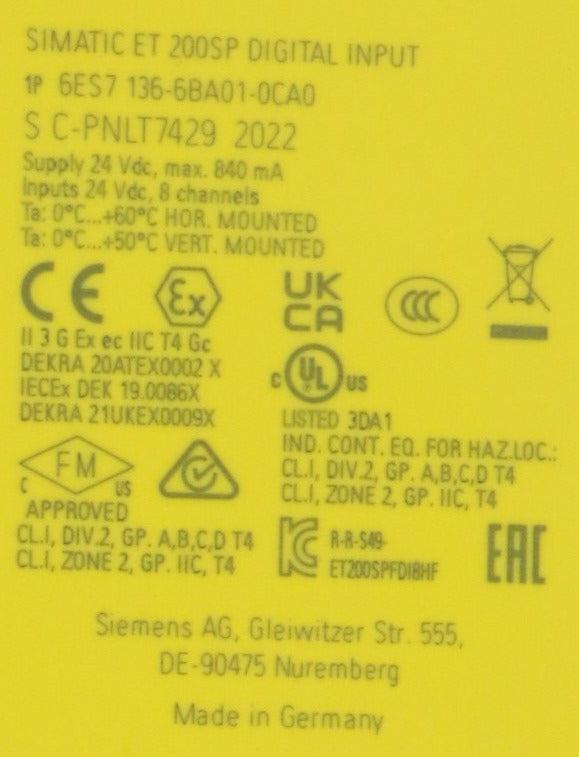 SIMATIC ET 200SP DIGITAL INPUT
1P 6ES7 136-6BA01-0CA0
S C-PNLT7429 2022
Supply 24 Vdc, max. 840 mA
Inputs 24 Vdc, 8 channels
Ta: 0°C...+60°C HOR. MOUNTED
Ta: 0°C...+50°C VERT. MOUNTED
CE
Ex
UK
CA
CCC
II 3 G Ex ec IIC T4 Gc
DEKRA 20ATEX0002 X
IECEx DEK 19.0086X
DEKRA 21UKEX0009X
C UL US
LISTED 3DA1
IND. CONT. EQ. FOR HAZ.LOC.:
CL.I, DIV.2, GP. A,B,C,D T4
CL.I, ZONE 2, GP. IIC, T4
C FM US
APPROVED
CL.I, DIV.2, GP. A,B,C,D T4
CL.I, ZONE 2, GP. IIC, T4
KC
R-R-S49-
ET200SPFDI8HF
EAC
Siemens AG, Gleiwitzer Str. 555,
DE-90475 Nuremberg
Made in Germany